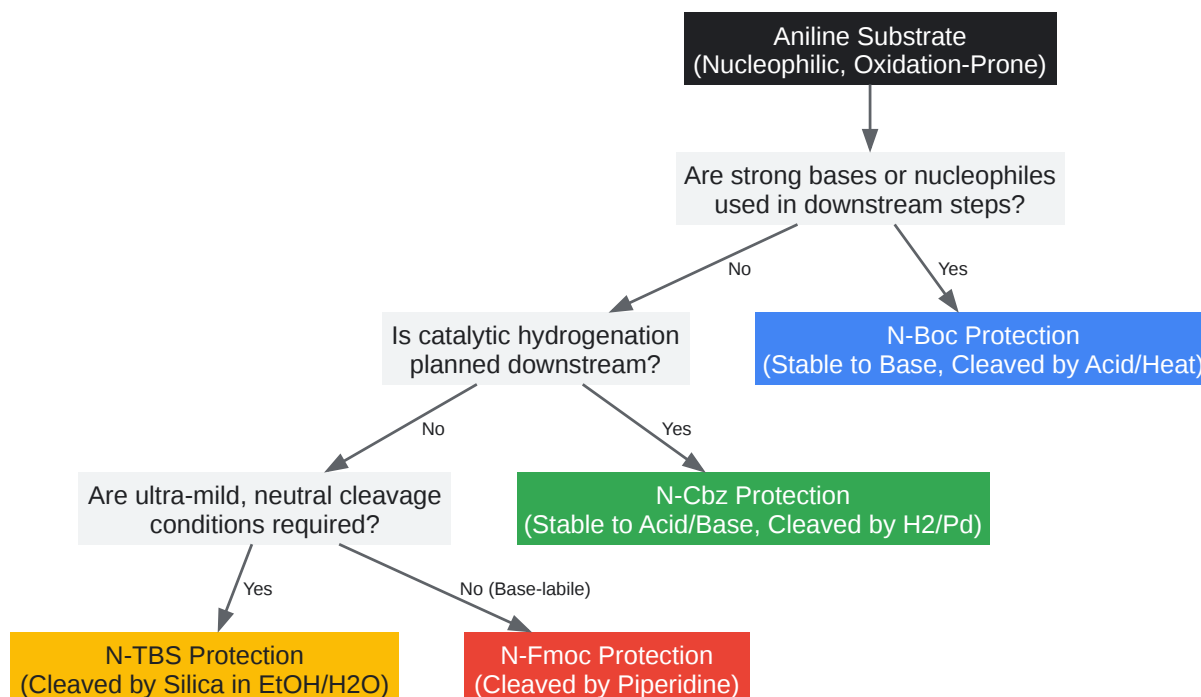 Aniline Substrate
(Nucleophilic, Oxidation-Prone)
Are strong bases or nucleophiles
used in downstream steps?
No
Yes
Is catalytic hydrogenation
planned downstream?
N-Boc Protection
(Stable to Base, Cleaved by Acid/Heat)
No
Yes
Are ultra-mild, neutral cleavage
conditions required?
N-Cbz Protection
(Stable to Acid/Base, Cleaved by H2/Pd)
Yes
No (Base-labile)
N-TBS Protection
(Cleaved by Silica in EtOH/H2O)
N-Fmoc Protection
(Cleaved by Piperidine)